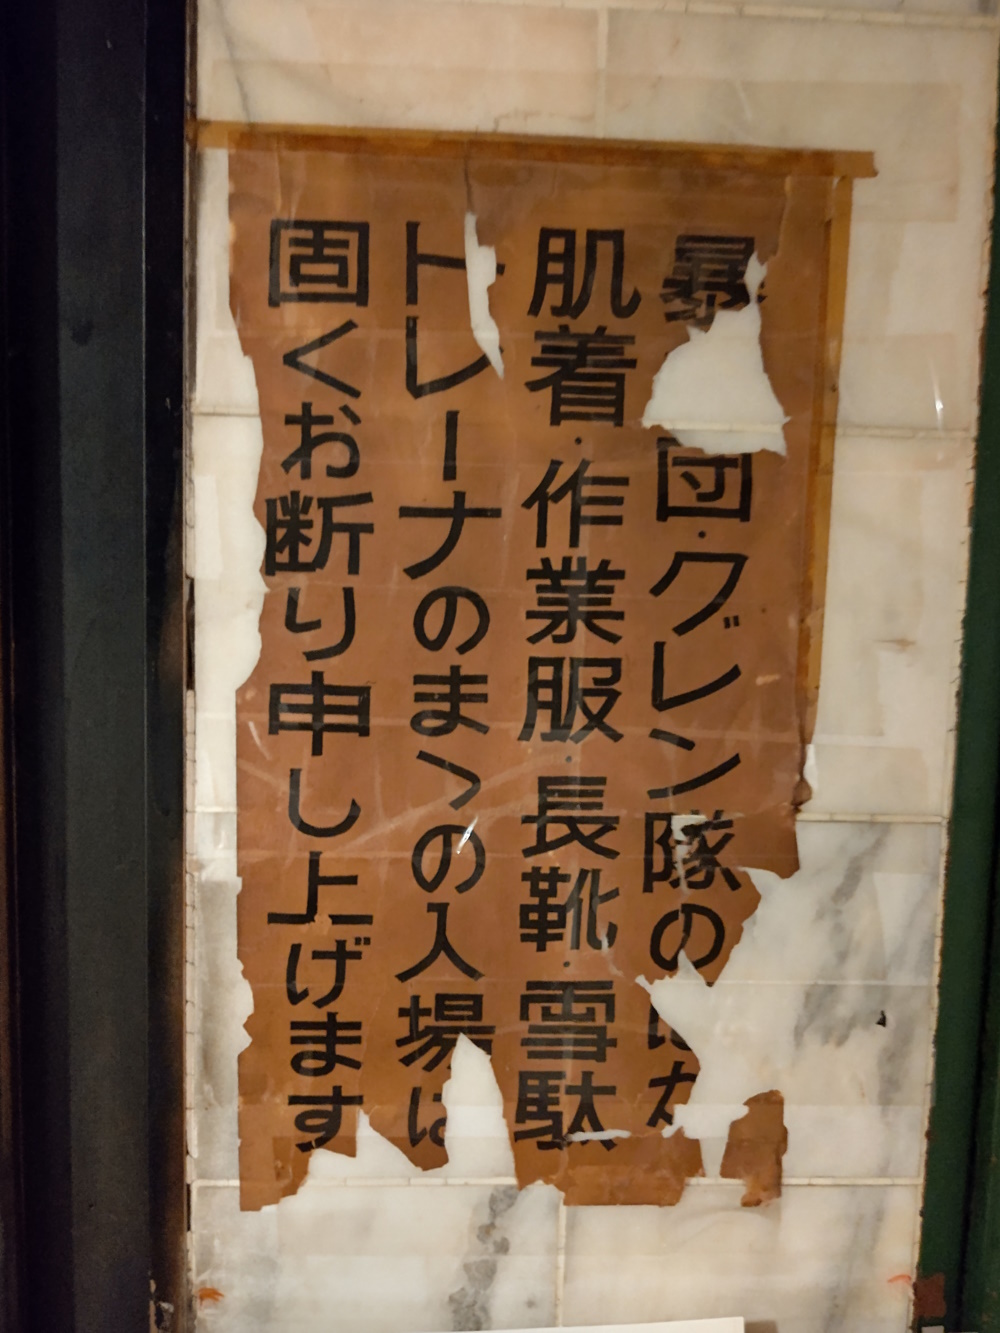 暴 団・グレン隊の
肌着・作業服・長靴・雪駄
トレーナのまゝの入場は
固くお断り申し上げます